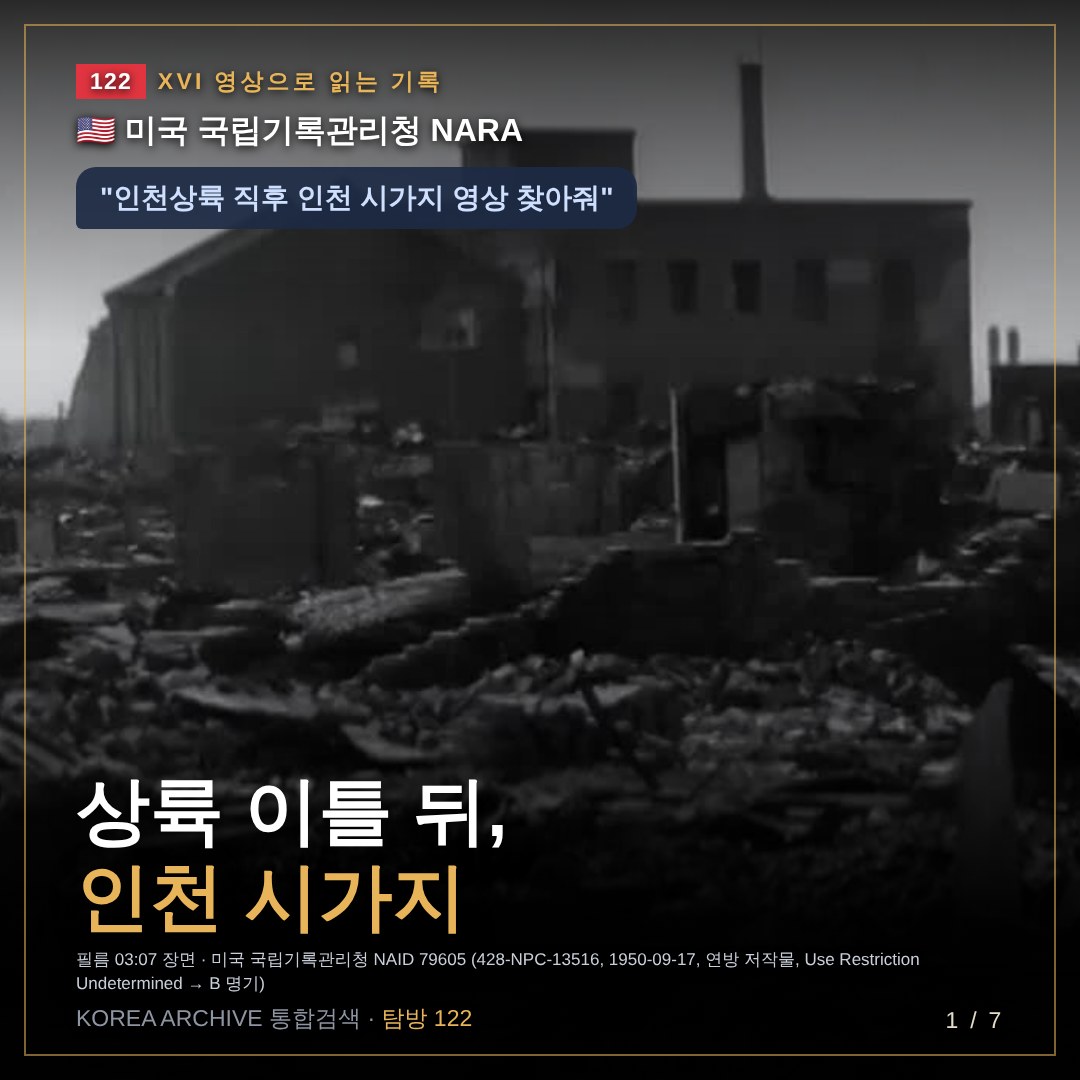 122 XVI 영상으로 읽는 기록
🇺🇸 미국 국립기록관리청 NARA
"인천상륙 직후 인천 시가지 영상 찾아줘"
상륙 이틀 뒤,
인천 시가지
필름 03:07 장면 · 미국 국립기록관리청 NAID 79605 (428-NPC-13516, 1950-09-17, 연방 저작물, Use Restriction
Undetermined → B 명기)
KOREA ARCHIVE 통합검색 · 탐방 122
1 / 7